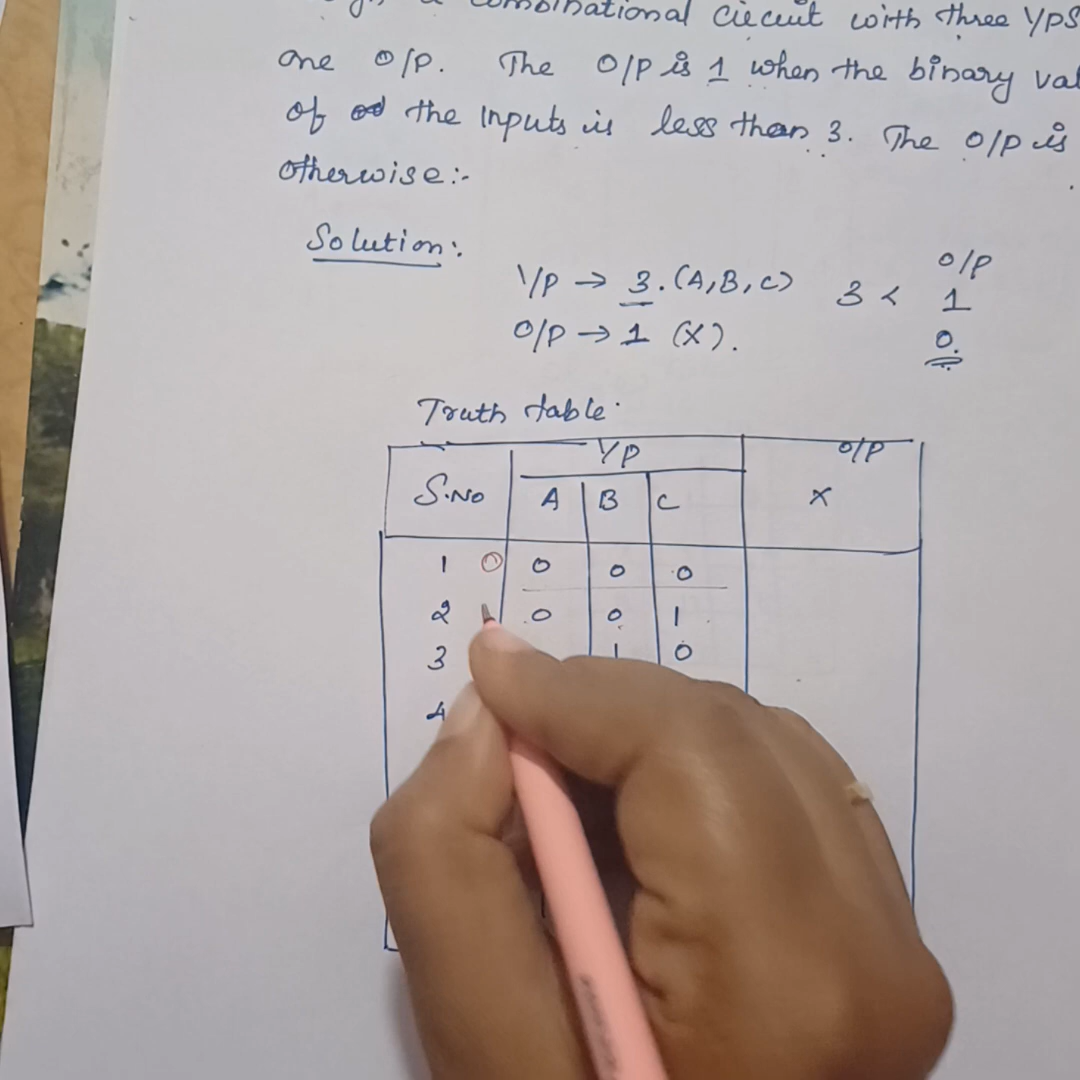 combinational circuit with three I/PS
one O/P. The O/P is 1 when the binary val
of the inputs is less than 3. The O/P is
otherwise:-
Solution:
I/P → 3. (A,B,C) 3 < O/P 1
O/P → 1 (X). 0.
Truth table.
S.No I/P O/P
A B C X
1 0 0 0 0
2 0 0 1
3 1 0
4